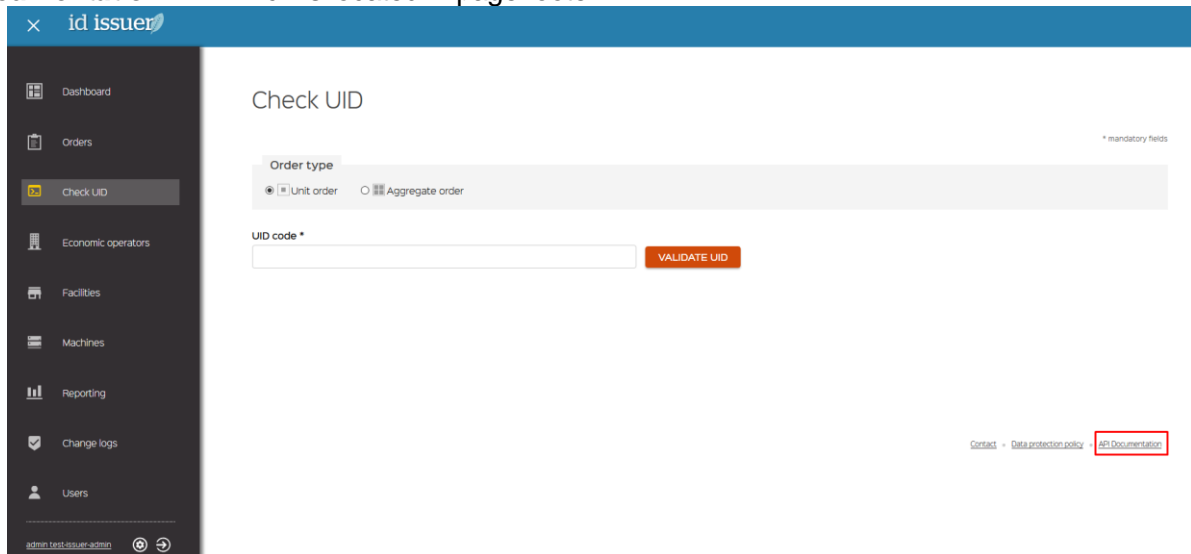 id issuer
Dashboard
Orders
Check UID
Economic operators
Facilities
Machines
Reporting
Change logs
Users
admin test-issuer-admin
Check UID
* mandatory fields
Order type
Unit order Aggregate order
UID code *
VALIDATE UID
Contact - Data protection policy - API Documentation